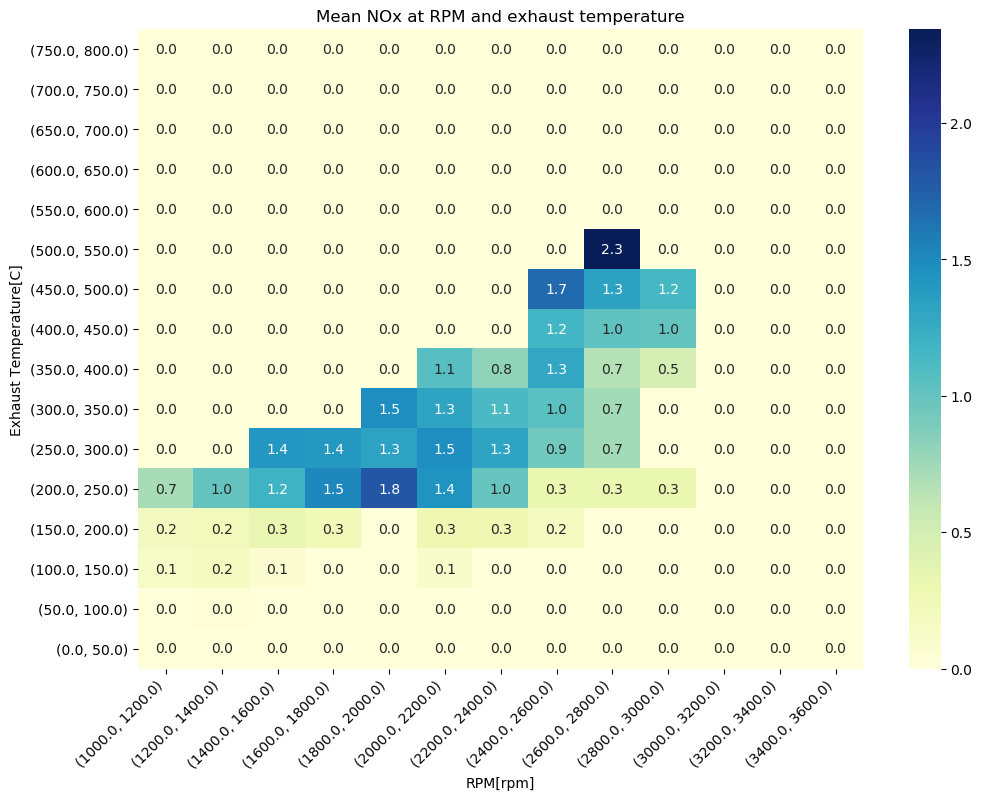 Mean NOx at RPM and exhaust temperature
Exhaust Temperature[C]
(750.0, 800.0) 0.0 0.0 0.0 0.0 0.0 0.0 0.0 0.0 0.0 0.0 0.0 0.0 0.0
(700.0, 750.0) 0.0 0.0 0.0 0.0 0.0 0.0 0.0 0.0 0.0 0.0 0.0 0.0 0.0
(650.0, 700.0) 0.0 0.0 0.0 0.0 0.0 0.0 0.0 0.0 0.0 0.0 0.0 0.0 0.0
(600.0, 650.0) 0.0 0.0 0.0 0.0 0.0 0.0 0.0 0.0 0.0 0.0 0.0 0.0 0.0
(550.0, 600.0) 0.0 0.0 0.0 0.0 0.0 0.0 0.0 0.0 0.0 0.0 0.0 0.0 0.0
(500.0, 550.0) 0.0 0.0 0.0 0.0 0.0 0.0 0.0 0.0 2.3 0.0 0.0 0.0 0.0
(450.0, 500.0) 0.0 0.0 0.0 0.0 0.0 0.0 0.0 1.7 1.3 1.2 0.0 0.0 0.0
(400.0, 450.0) 0.0 0.0 0.0 0.0 0.0 0.0 0.0 1.2 1.0 1.0 0.0 0.0 0.0
(350.0, 400.0) 0.0 0.0 0.0 0.0 0.0 1.1 0.8 1.3 0.7 0.5 0.0 0.0 0.0
(300.0, 350.0) 0.0 0.0 0.0 0.0 1.5 1.3 1.1 1.0 0.7 0.0 0.0 0.0 0.0
(250.0, 300.0) 0.0 0.0 1.4 1.4 1.3 1.5 1.3 0.9 0.7 0.0 0.0 0.0 0.0
(200.0, 250.0) 0.7 1.0 1.2 1.5 1.8 1.4 1.0 0.3 0.3 0.3 0.0 0.0 0.0
(150.0, 200.0) 0.2 0.2 0.3 0.3 0.0 0.3 0.3 0.2 0.0 0.0 0.0 0.0 0.0
(100.0, 150.0) 0.1 0.2 0.1 0.0 0.0 0.1 0.0 0.0 0.0 0.0 0.0 0.0 0.0
(50.0, 100.0) 0.0 0.0 0.0 0.0 0.0 0.0 0.0 0.0 0.0 0.0 0.0 0.0 0.0
(0.0, 50.0) 0.0 0.0 0.0 0.0 0.0 0.0 0.0 0.0 0.0 0.0 0.0 0.0 0.0
(1000.0, 1200.0) (1200.0, 1400.0) (1400.0, 1600.0) (1600.0, 1800.0) (1800.0, 2000.0) (2000.0, 2200.0) (2200.0, 2400.0) (2400.0, 2600.0) (2600.0, 2800.0) (2800.0, 3000.0) (3000.0, 3200.0) (3200.0, 3400.0) (3400.0, 3600.0)
RPM[rpm]
2.0
1.5
1.0
0.5
0.0